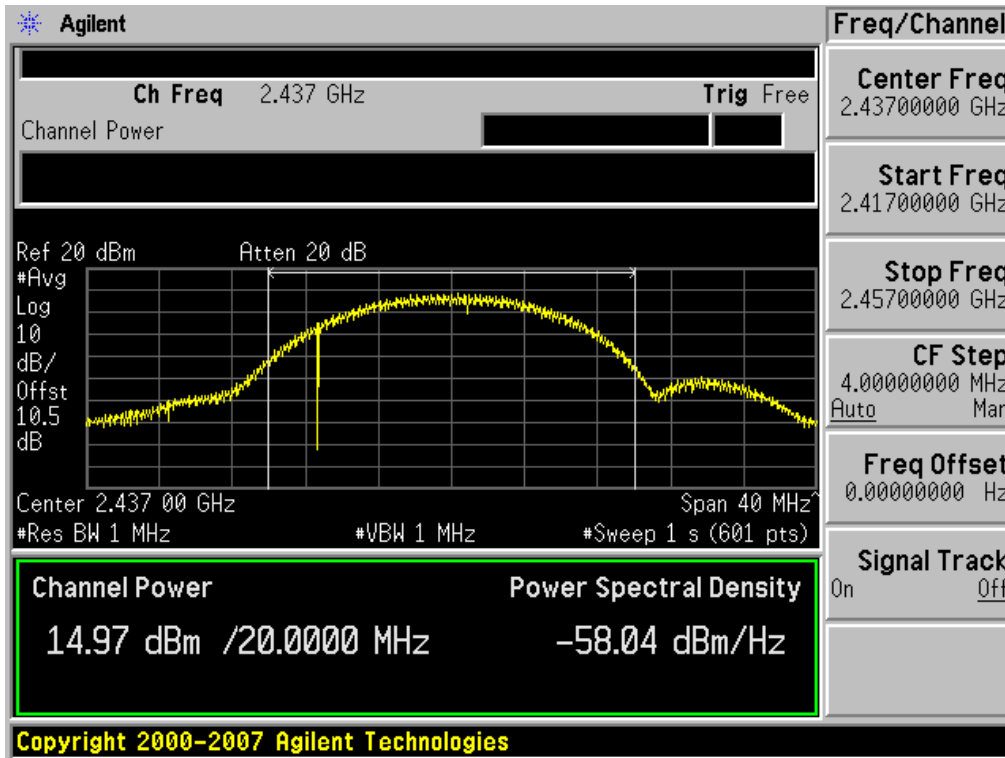 Agilent
Ch Freq 2.437 GHz Trig Free
Channel Power
Ref 20 dBm Atten 20 dB
#Avg
Log
10
dB/
Offst
10.5
dB
Center 2.437 00 GHz Span 40 MHz^
#Res BW 1 MHz #VBW 1 MHz #Sweep 1 s (601 pts)
Channel Power Power Spectral Density
14.97 dBm /20.0000 MHz -58.04 dBm/Hz
Copyright 2000-2007 Agilent Technologies
Freq/Channel
Center Freq
2.43700000 GHz
Start Freq
2.41700000 GHz
Stop Freq
2.45700000 GHz
CF Step
4.00000000 MHz
Auto Man
Freq Offset
0.00000000 Hz
Signal Track
On Off